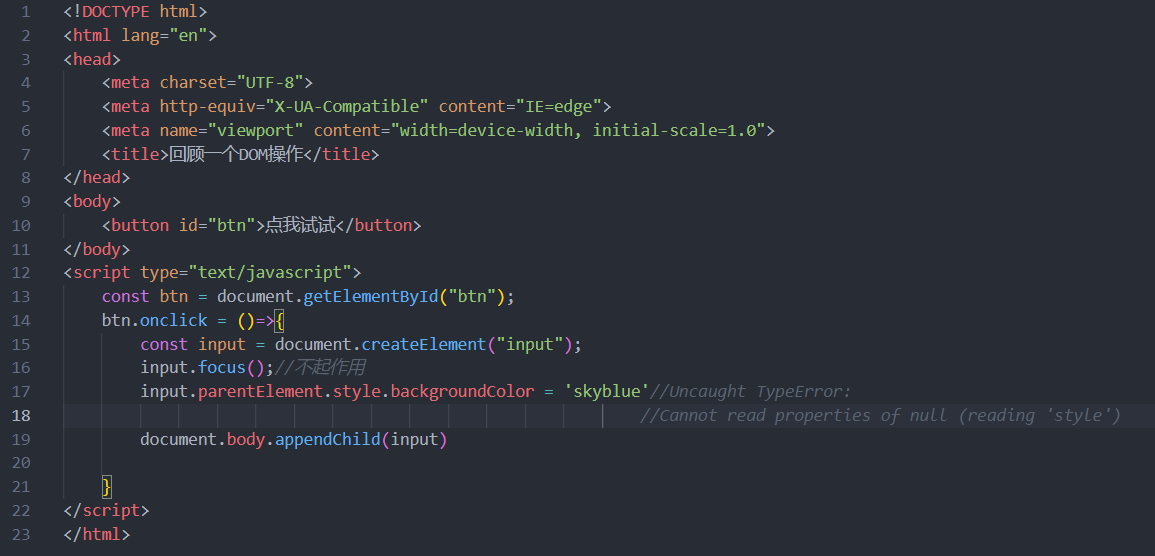 1 <!DOCTYPE html>
2 <html lang="en">
3 <head>
4     <meta charset="UTF-8">
5     <meta http-equiv="X-UA-Compatible" content="IE=edge">
6     <meta name="viewport" content="width=device-width, initial-scale=1.0">
7     <title>回顾一个DOM操作</title>
8 </head>
9 <body>
10     <button id="btn">点我试试</button>
11 </body>
12 <script type="text/javascript">
13     const btn = document.getElementById("btn");
14     btn.onclick = ()=>{
15         const input = document.createElement("input");
16         input.focus();//不起作用
17         input.parentElement.style.backgroundColor = 'skyblue'//Uncaught TypeError:
18                                                             //Cannot read properties of null (reading 'style')
19         document.body.appendChild(input)
20
21     }
22 </script>
23 </html>